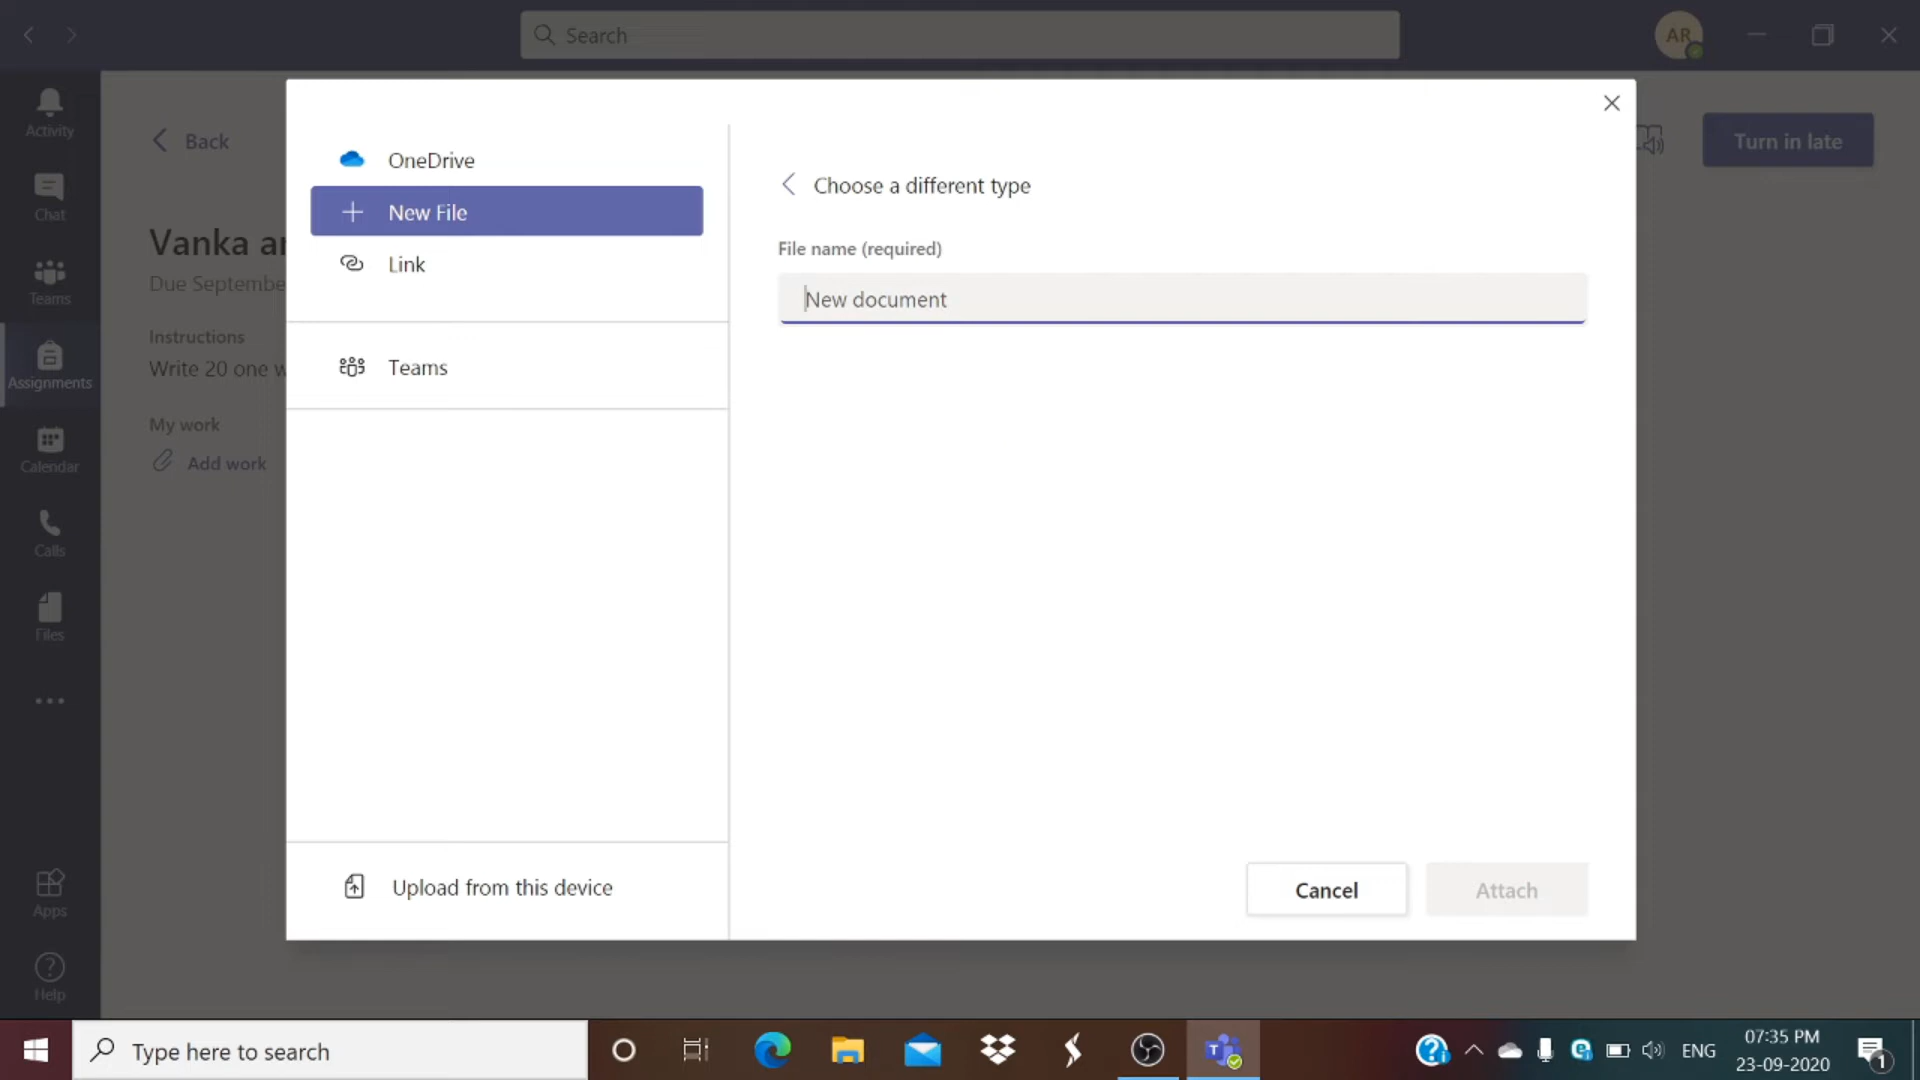 Search
AR
Activity
Chat
Teams
Assignments
Calendar
Calls
Files
Apps
Help
Back
Turn in late
Vanka
Due
Instructions
Write 20 one
My work
Add work
OneDrive
New File
Link
Teams
Upload from this device
Choose a different type
File name (required)
New document
Cancel
Attach
Type here to search
ENG
07:35 PM
23-09-2020
1